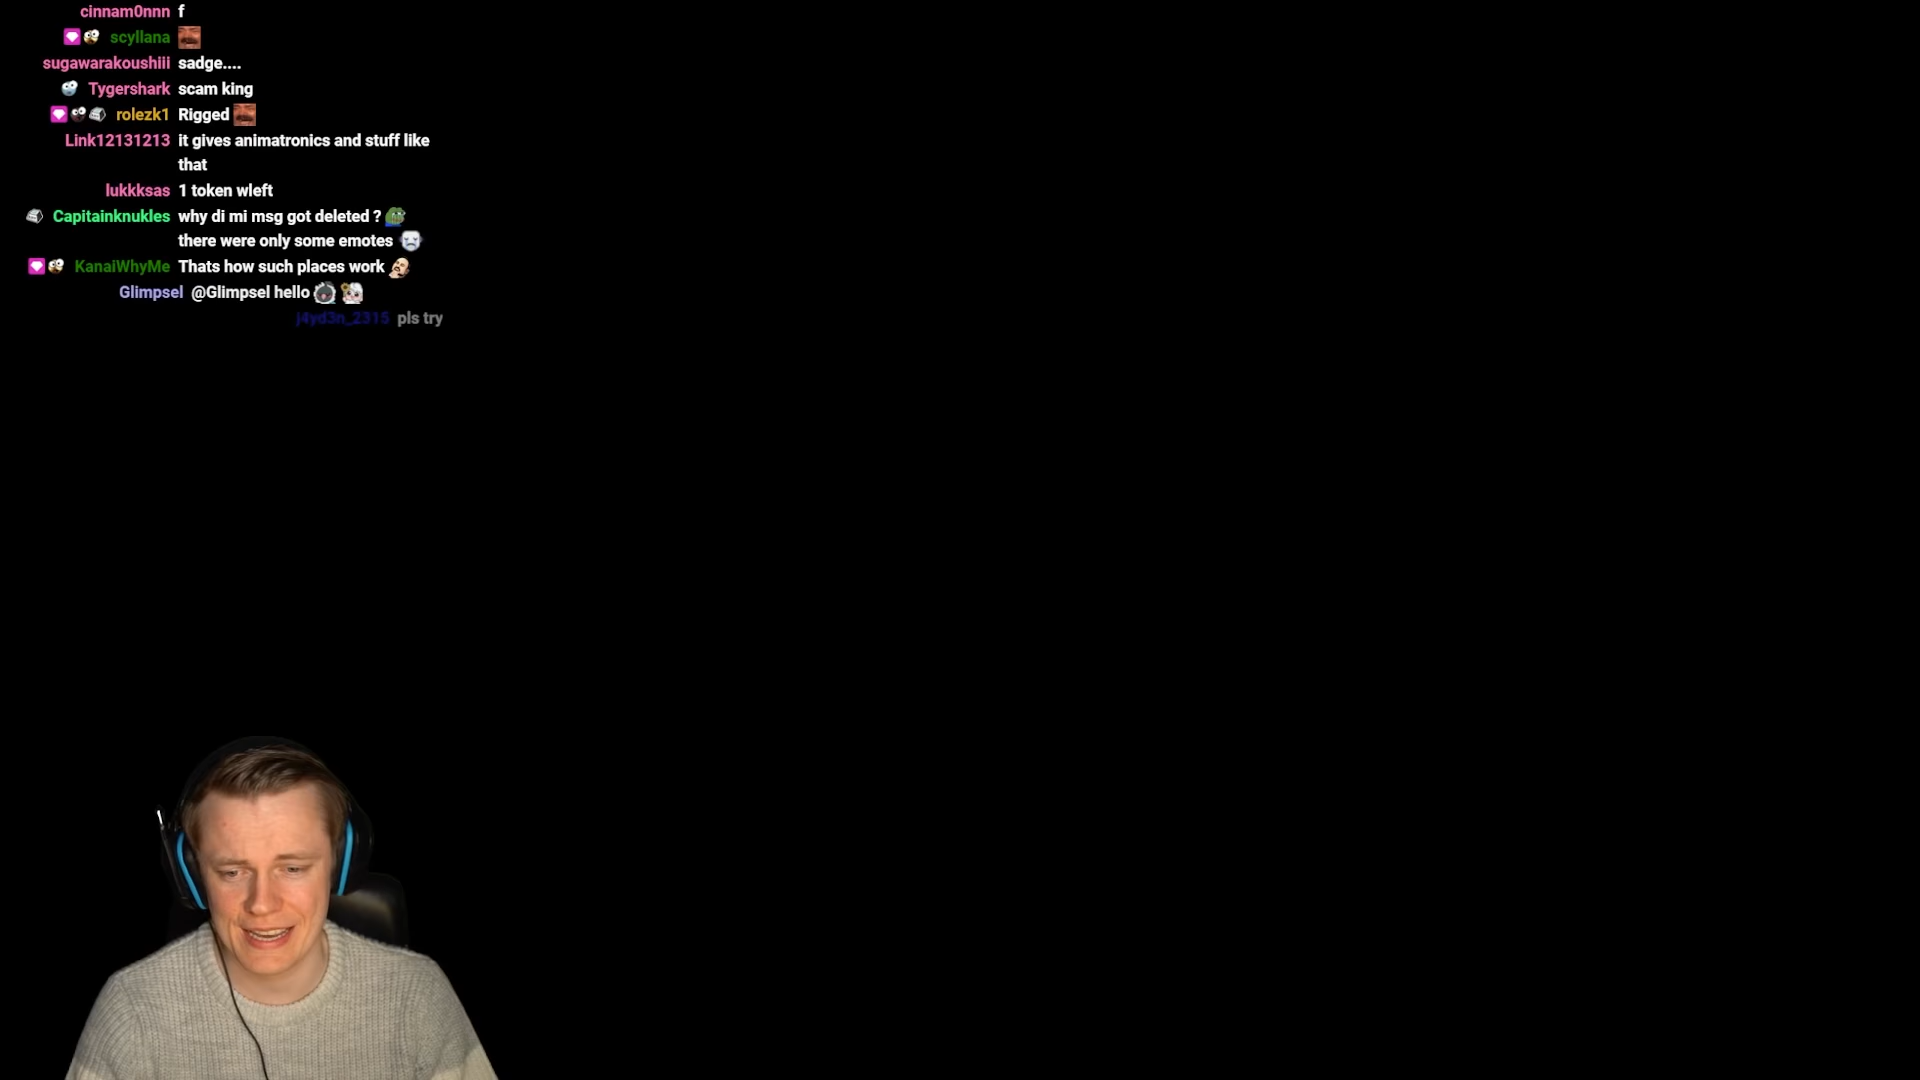 cinnam0nnn f
scyllana
sugawarakoushiii sadge....
Tygershark scam king
rolezk1 Rigged
Link12131213 it gives animatronics and stuff like
that
lukkksas 1 token wleft
Capitainknukles why di mi msg got deleted ?
there were only some emotes
KanaiWhyMe Thats how such places work
Glimpsel @Glimpsel hello
j4yd3n_2315 pls try